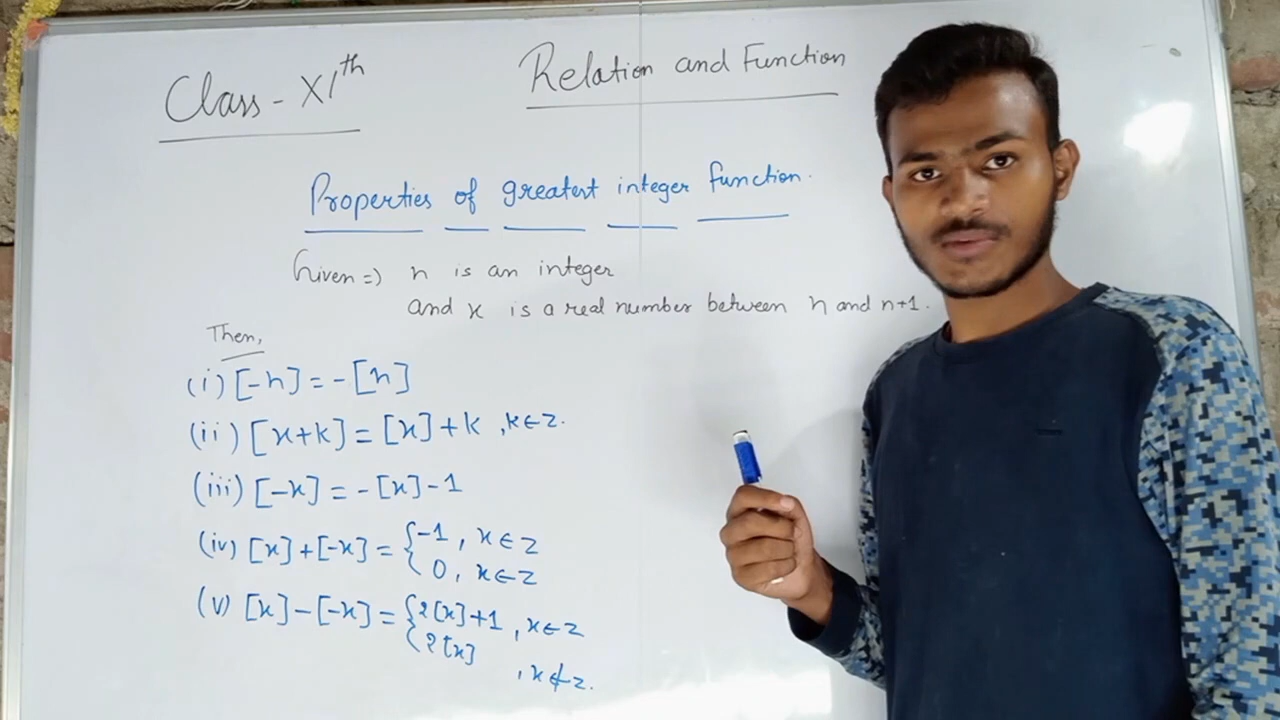 Class - XIth
Relation and Function
Properties of greatest integer function.
Given => n is an integer
and x is a real number between n and n+1.
Then,
(i) [-n] = -[n]
(ii) [x+k] = [x]+k , k∈z.
(iii) [-x] = -[x]-1
(iv) [x]+[-x] = { -1 , x∈z
0 , x∈z
(v) [x]-[-x] = { 2[x]+1 , x∈z
2[x] , x∉z.